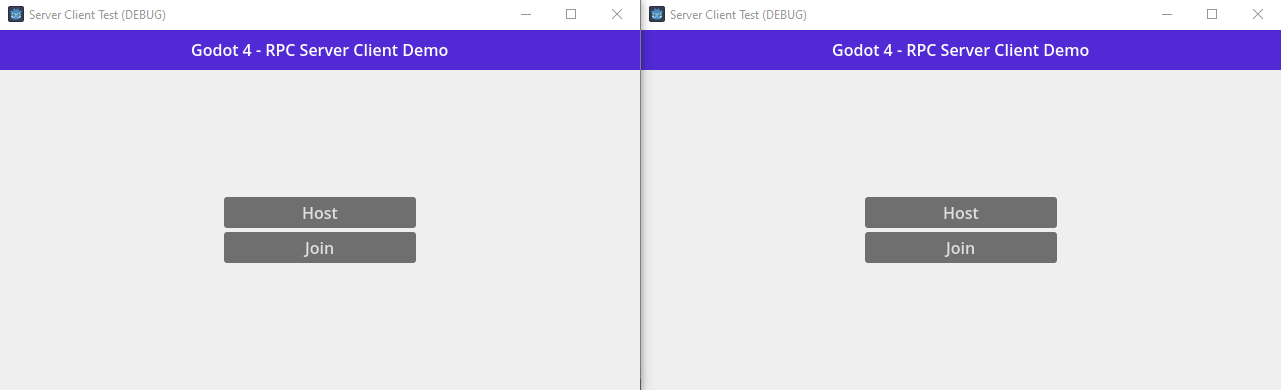 Server Client Test (DEBUG)
Godot 4 - RPC Server Client Demo
Host
Join
Server Client Test (DEBUG)
Godot 4 - RPC Server Client Demo
Host
Join